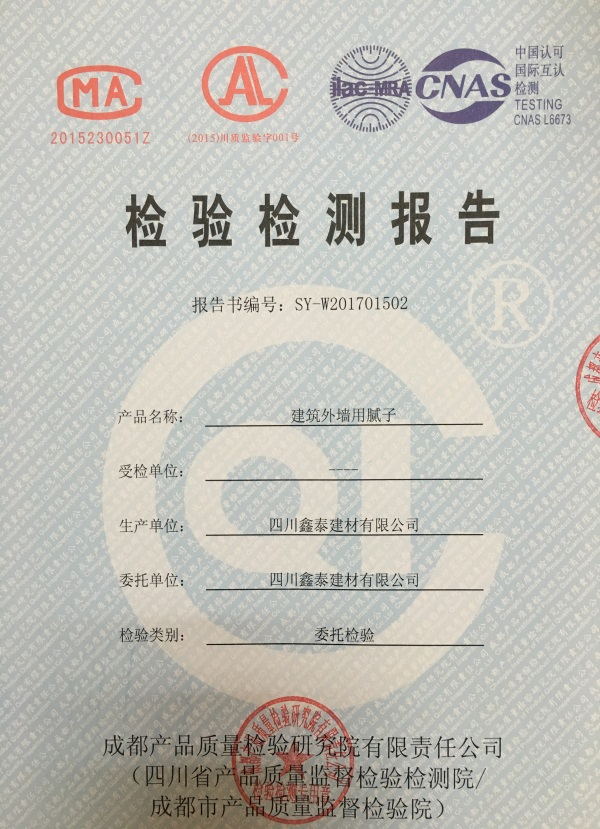 MA
2015230051Z
AL
(2015)川质监验字001号
ilac-MRA
CNAS
中国认可
国际互认
检测
TESTING
CNAS L6673
检验检测报告
报告书编号：SY-W201701502
R
产品名称： 建筑外墙用腻子
受检单位： ----
生产单位： 四川鑫泰建材有限公司
委托单位： 四川鑫泰建材有限公司
检验类别： 委托检验
成都产品质量检验研究院有限责任公司
（四川省产品质量监督检验检测院/
成都市产品质量监督检验院）